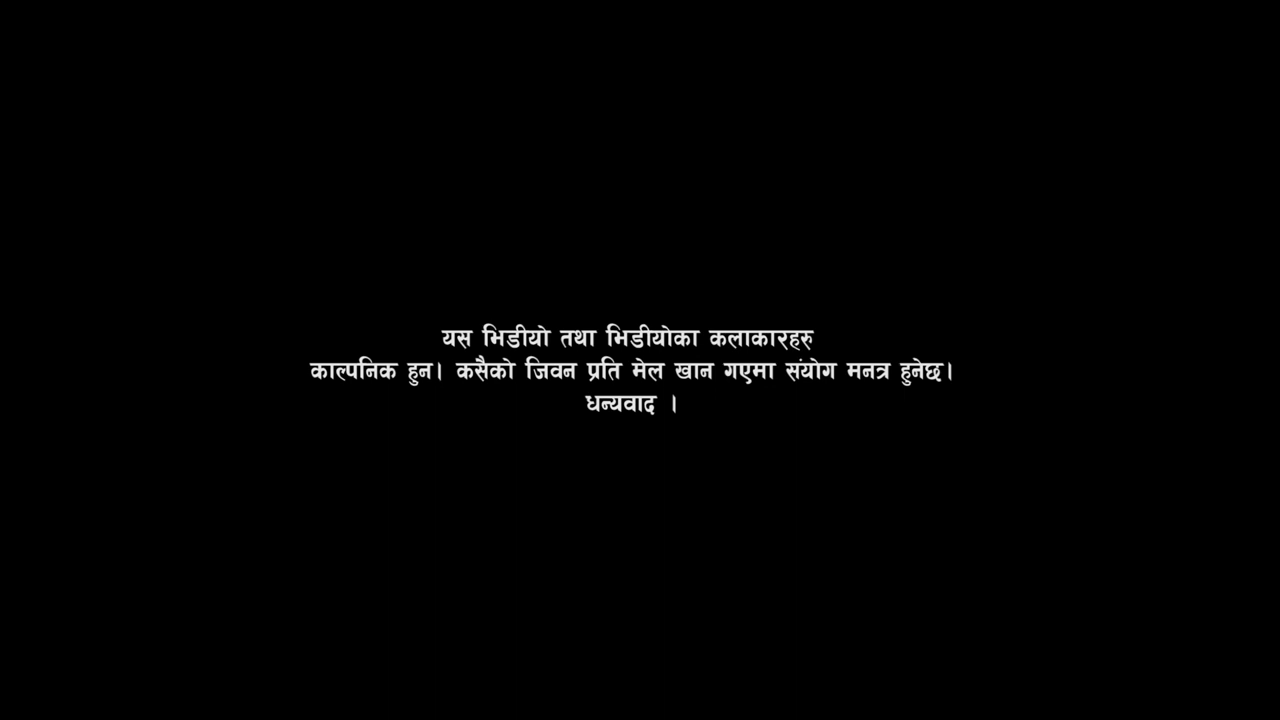 यस भिडीयो तथा भिडीयोका कलाकारहरु
काल्पनिक हुन। कसैको जिवन प्रति मेल खान गएमा संयोग मनत्र हुनेछ।
धन्यवाद ।